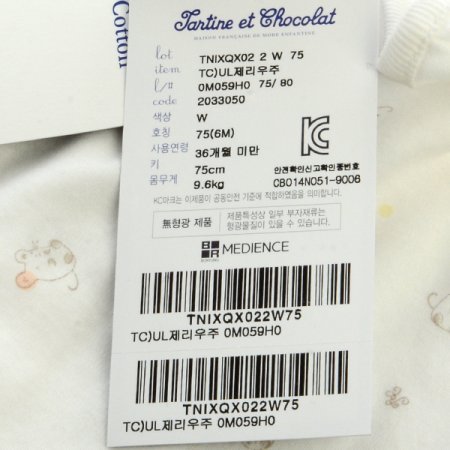 Cotton
Tartine et Chocolat
MAISON FRANÇAISE DE MODE ENFANTINE
lot TNIXQX02 2 W 75
item TC)UL제리우주
l/# 0M059H0 75/80
code 2033050
색상 W
호칭 75(6M)
사용연령 36개월 미만
키 75cm
몸무게 9.6kg
KC
안전확인신고확인증번호
CB014N051-9006
KC마크는 이제품이 공동안전 기준에 적합하였음을 의미합니다.
無형광 제품
제품특성상 일부 부자재류는
형광물질이 있을 수 있습니다.
BR MEDIENCE
TNIXQX022W75
TC)UL제리우주 0M059H0
TNIXQX022W75
TC)UL제리우주 0M059H0